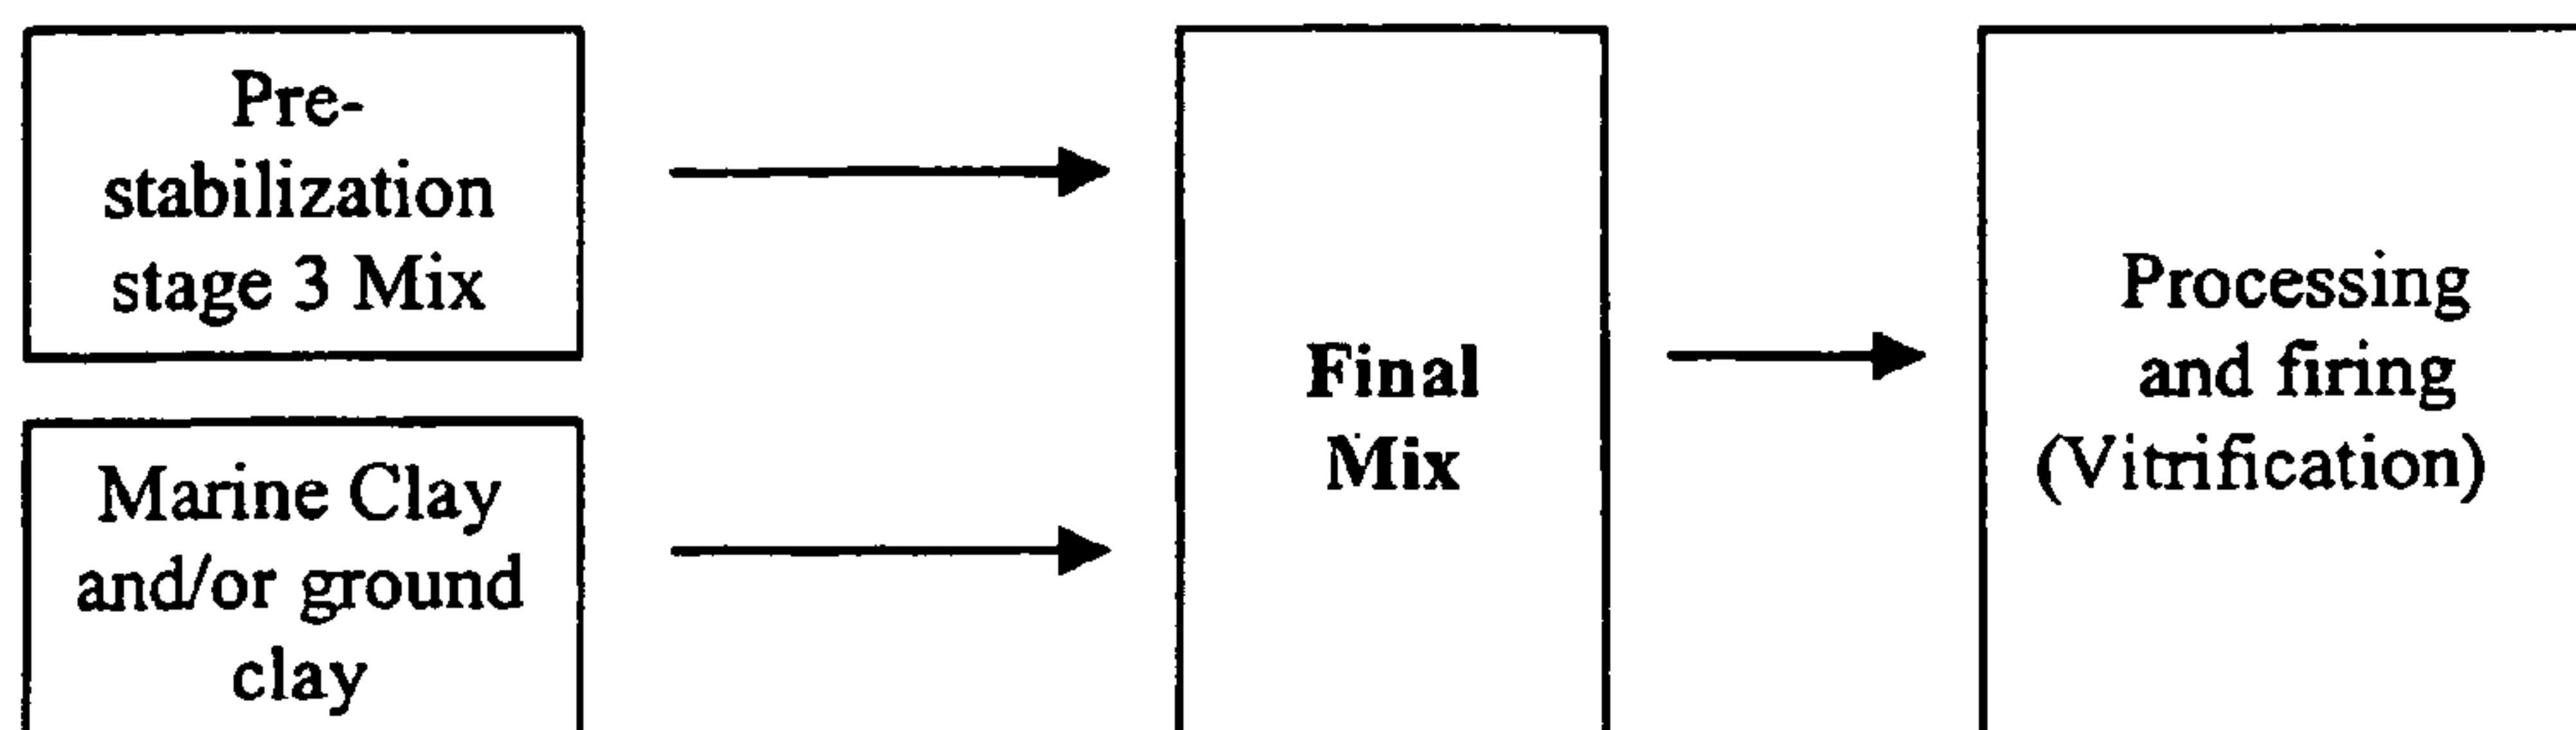 Pre-
stabilization
stage 3 Mix
Marine Clay
and/or ground
clay
Final
Mix
Processing
and firing
(Vitrification)